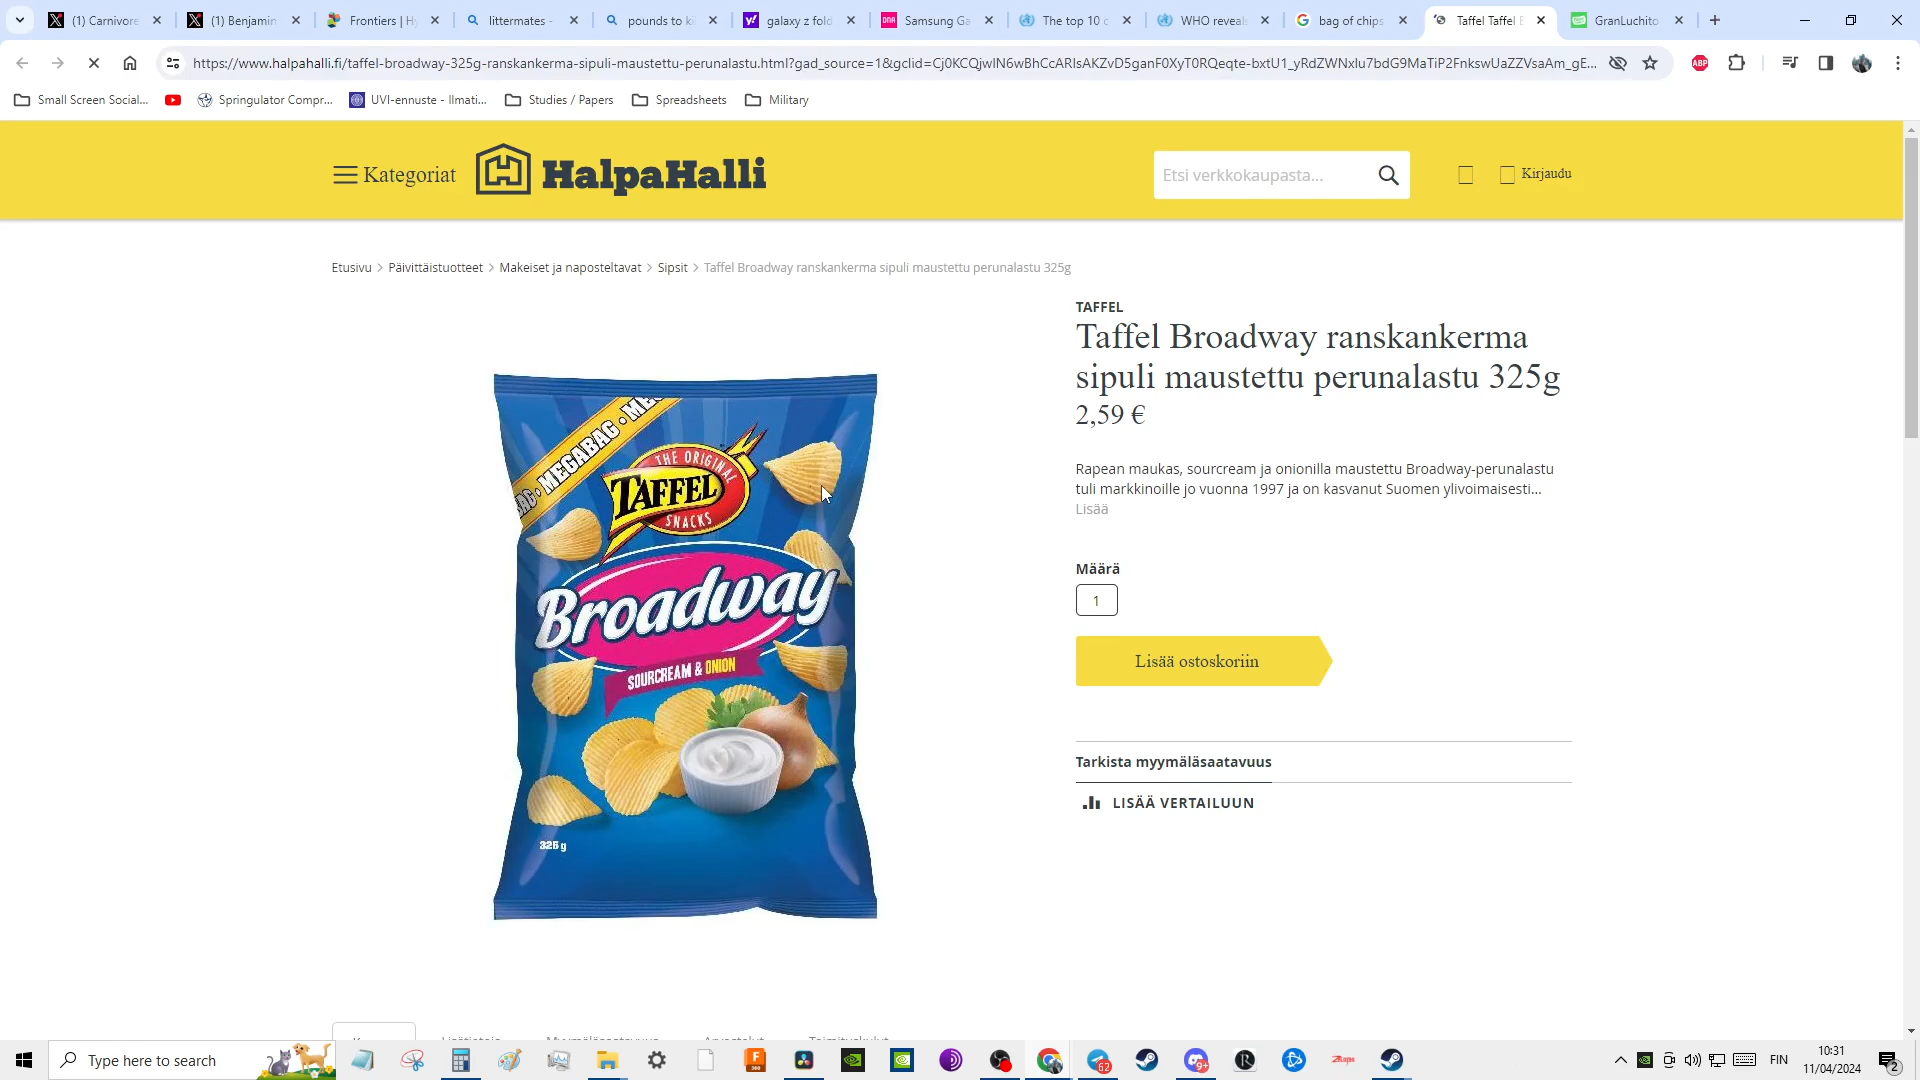 (1) Carnivore
(1) Benjamin
Frontiers | Hy
littermates -
pounds to ki
galaxy z fold
Samsung Ga
The top 10 c
WHO reveals
bag of chips
Taffel Taffel B
GranLuchito
https://www.halpahalli.fi/taffel-broadway-325g-ranskankerma-sipuli-maustettu-perunalastu.html?gad_source=1&gclid=Cj0KCQjwlN6wBhCcARIsAKZvD5ganF0XyT0RQeqte-bxtU1_yRdZWNxlu7bdG9MaTiP2FnkswUaZZVsaAm_gE...
ABP
Small Screen Social...
Springulator Compr...
UVI-ennuste - Ilmati...
Studies / Papers
Spreadsheets
Military
Kategoriat
HalpaHalli
Etsi verkkokaupasta...
Kirjaudu
Etusivu > Päivittäistuotteet > Makeiset ja naposteltavat > Sipsit > Taffel Broadway ranskankerma sipuli maustettu perunalastu 325g
TAFFEL
Taffel Broadway ranskankerma
sipuli maustettu perunalastu 325g
2,59 €
Rapean maukas, sourcream ja onionilla maustettu Broadway-perunalastu
tuli markkinoille jo vuonna 1997 ja on kasvanut Suomen ylivoimaisesti...
Lisää
Määrä
1
Lisää ostoskoriin
Tarkista myymäläsaatavuus
LISÄÄ VERTAILUUN
MEGABAG
THE ORIGINAL
TAFFEL
SNACKS
Broadway
SOURCREAM & ONION
325 g
Type here to search
FIN
10:31
11/04/2024